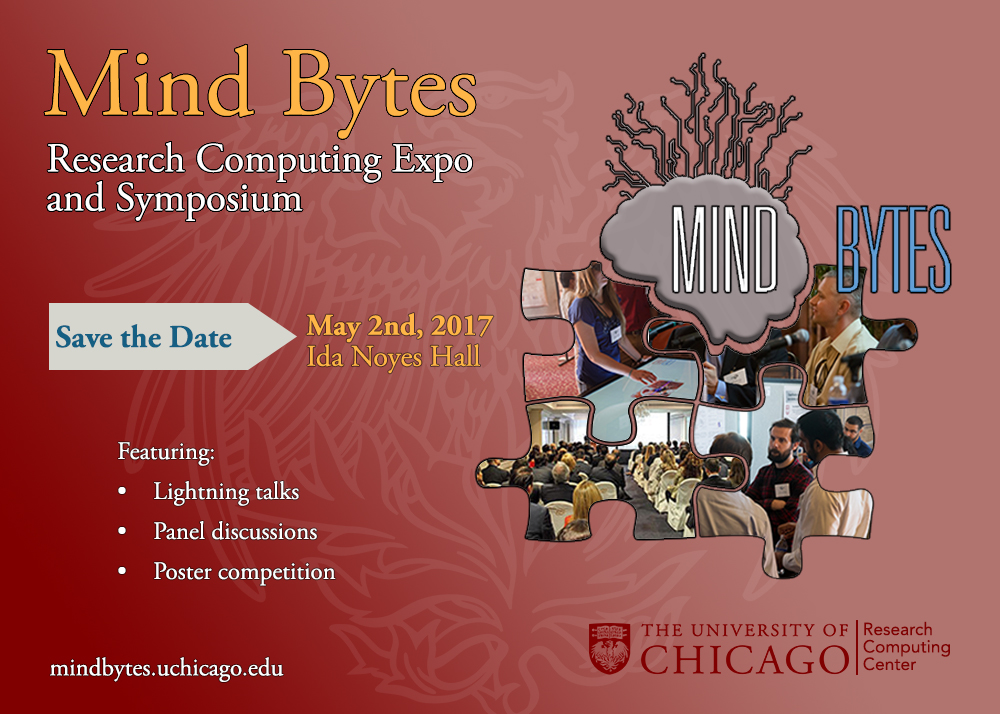 Mind Bytes
Research Computing Expo
and Symposium
MIND BYTES
Save the Date
May 2nd, 2017
Ida Noyes Hall
Featuring:
• Lightning talks
• Panel discussions
• Poster competition
mindbytes.uchicago.edu
THE UNIVERSITY OF
CHICAGO
Research
Computing
Center